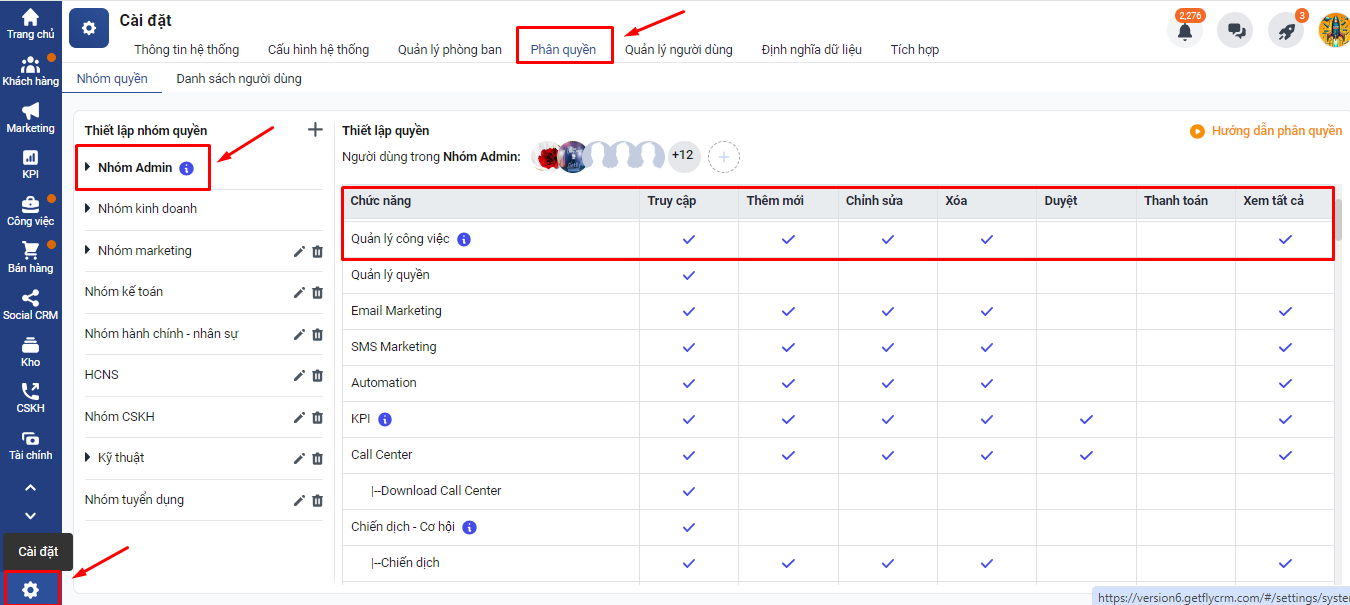 Trang chủ
Khách hàng
Marketing
KPI
Công việc
Bán hàng
Social CRM
Kho
CSKH
Tài chính
Cài đặt
Cài đặt
Thông tin hệ thống Cấu hình hệ thống Quản lý phòng ban Phân quyền Quản lý người dùng Định nghĩa dữ liệu Tích hợp
2,276
3
Nhóm quyền Danh sách người dùng
Thiết lập nhóm quyền
Nhóm Admin
Nhóm kinh doanh
Nhóm marketing
Nhóm kế toán
Nhóm hành chính - nhân sự
HCNS
Nhóm CSKH
Kỹ thuật
Nhóm tuyển dụng
Thiết lập quyền
Hướng dẫn phân quyền
Người dùng trong Nhóm Admin: +12
Chức năng Truy cập Thêm mới Chỉnh sửa Xóa Duyệt Thanh toán Xem tất cả
Quản lý công việc
Quản lý quyền
Email Marketing
SMS Marketing
Automation
KPI
Call Center
|--Download Call Center
Chiến dịch - Cơ hội
|--Chiến dịch
https://version6.getflycrm.com/#/settings/syste